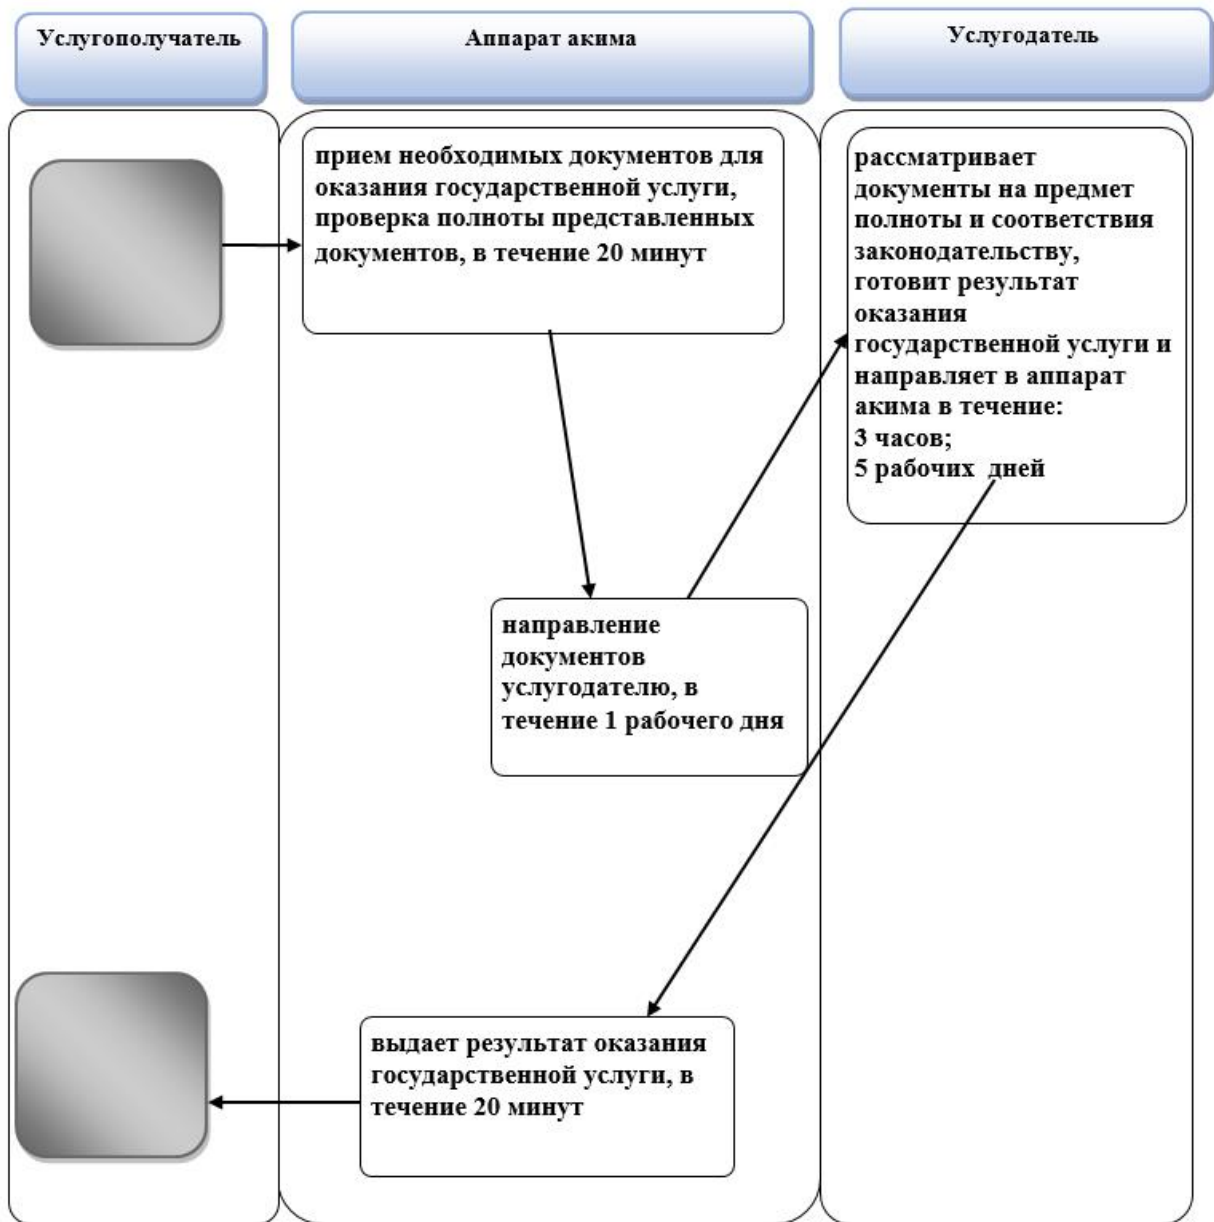 Услугополучатель
Аппарат акима
Услугодатель
прием необходимых документов для
оказания государственной услуги,
проверка полноты представленных
документов, в течение 20 минут
рассматривает
документы на предмет
полноты и соответствия
законодательству,
готовит результат
оказания
государственной услуги и
направляет в аппарат
акима в течение:
3 часов;
5 рабочих дней
направление
документов
услугодателю, в
течение 1 рабочего дня
выдает результат оказания
государственной услуги, в
течение 20 минут